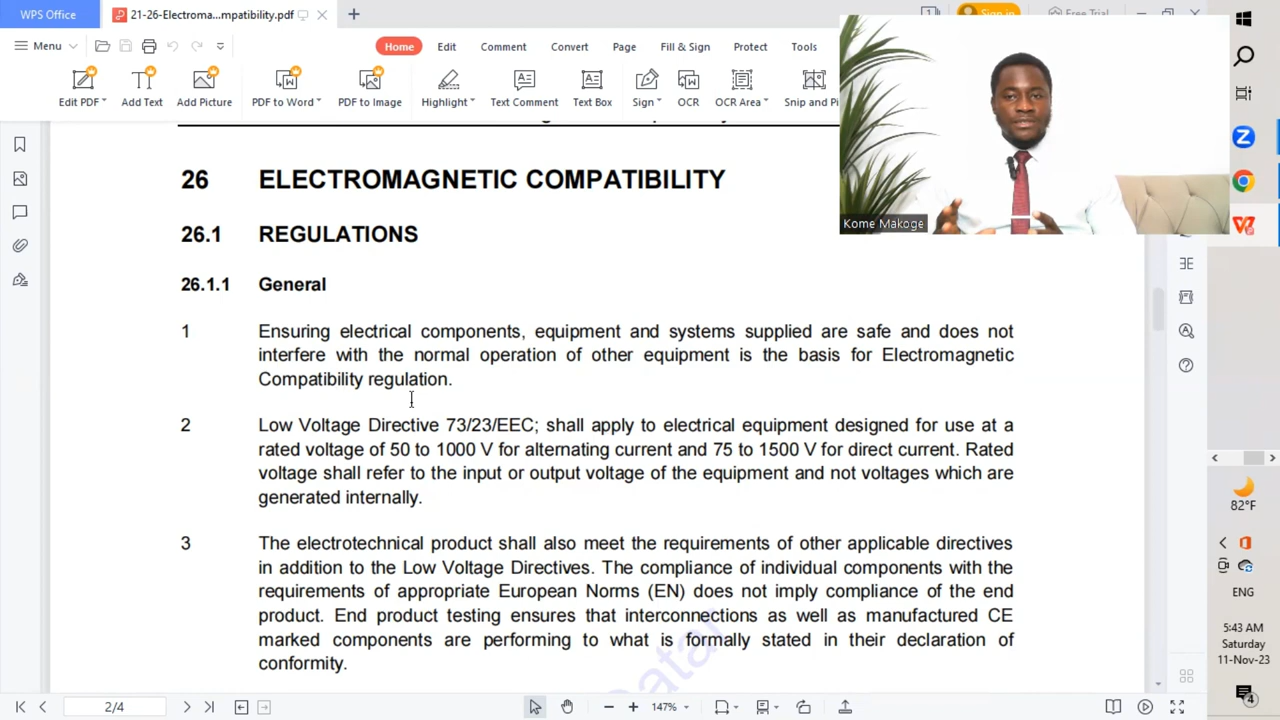 WPS Office
21-26-Electroma...mpatibility.pdf
Sign in
Free Trial
Menu
Home Edit Comment Convert Page Fill & Sign Protect Tools
Edit PDF Add Text Add Picture PDF to Word PDF to Image Highlight Text Comment Text Box Sign OCR OCR Area Snip and Pi
Kome Makoge
26 ELECTROMAGNETIC COMPATIBILITY
26.1 REGULATIONS
26.1.1 General
1 Ensuring electrical components, equipment and systems supplied are safe and does not
interfere with the normal operation of other equipment is the basis for Electromagnetic
Compatibility regulation.
2 Low Voltage Directive 73/23/EEC; shall apply to electrical equipment designed for use at a
rated voltage of 50 to 1000 V for alternating current and 75 to 1500 V for direct current. Rated
voltage shall refer to the input or output voltage of the equipment and not voltages which are
generated internally.
3 The electrotechnical product shall also meet the requirements of other applicable directives
in addition to the Low Voltage Directives. The compliance of individual components with the
requirements of appropriate European Norms (EN) does not imply compliance of the end
product. End product testing ensures that interconnections as well as manufactured CE
marked components are performing to what is formally stated in their declaration of
conformity.
2/4
147%
82°F
ENG
5:43 AM
Saturday
11-Nov-23
4